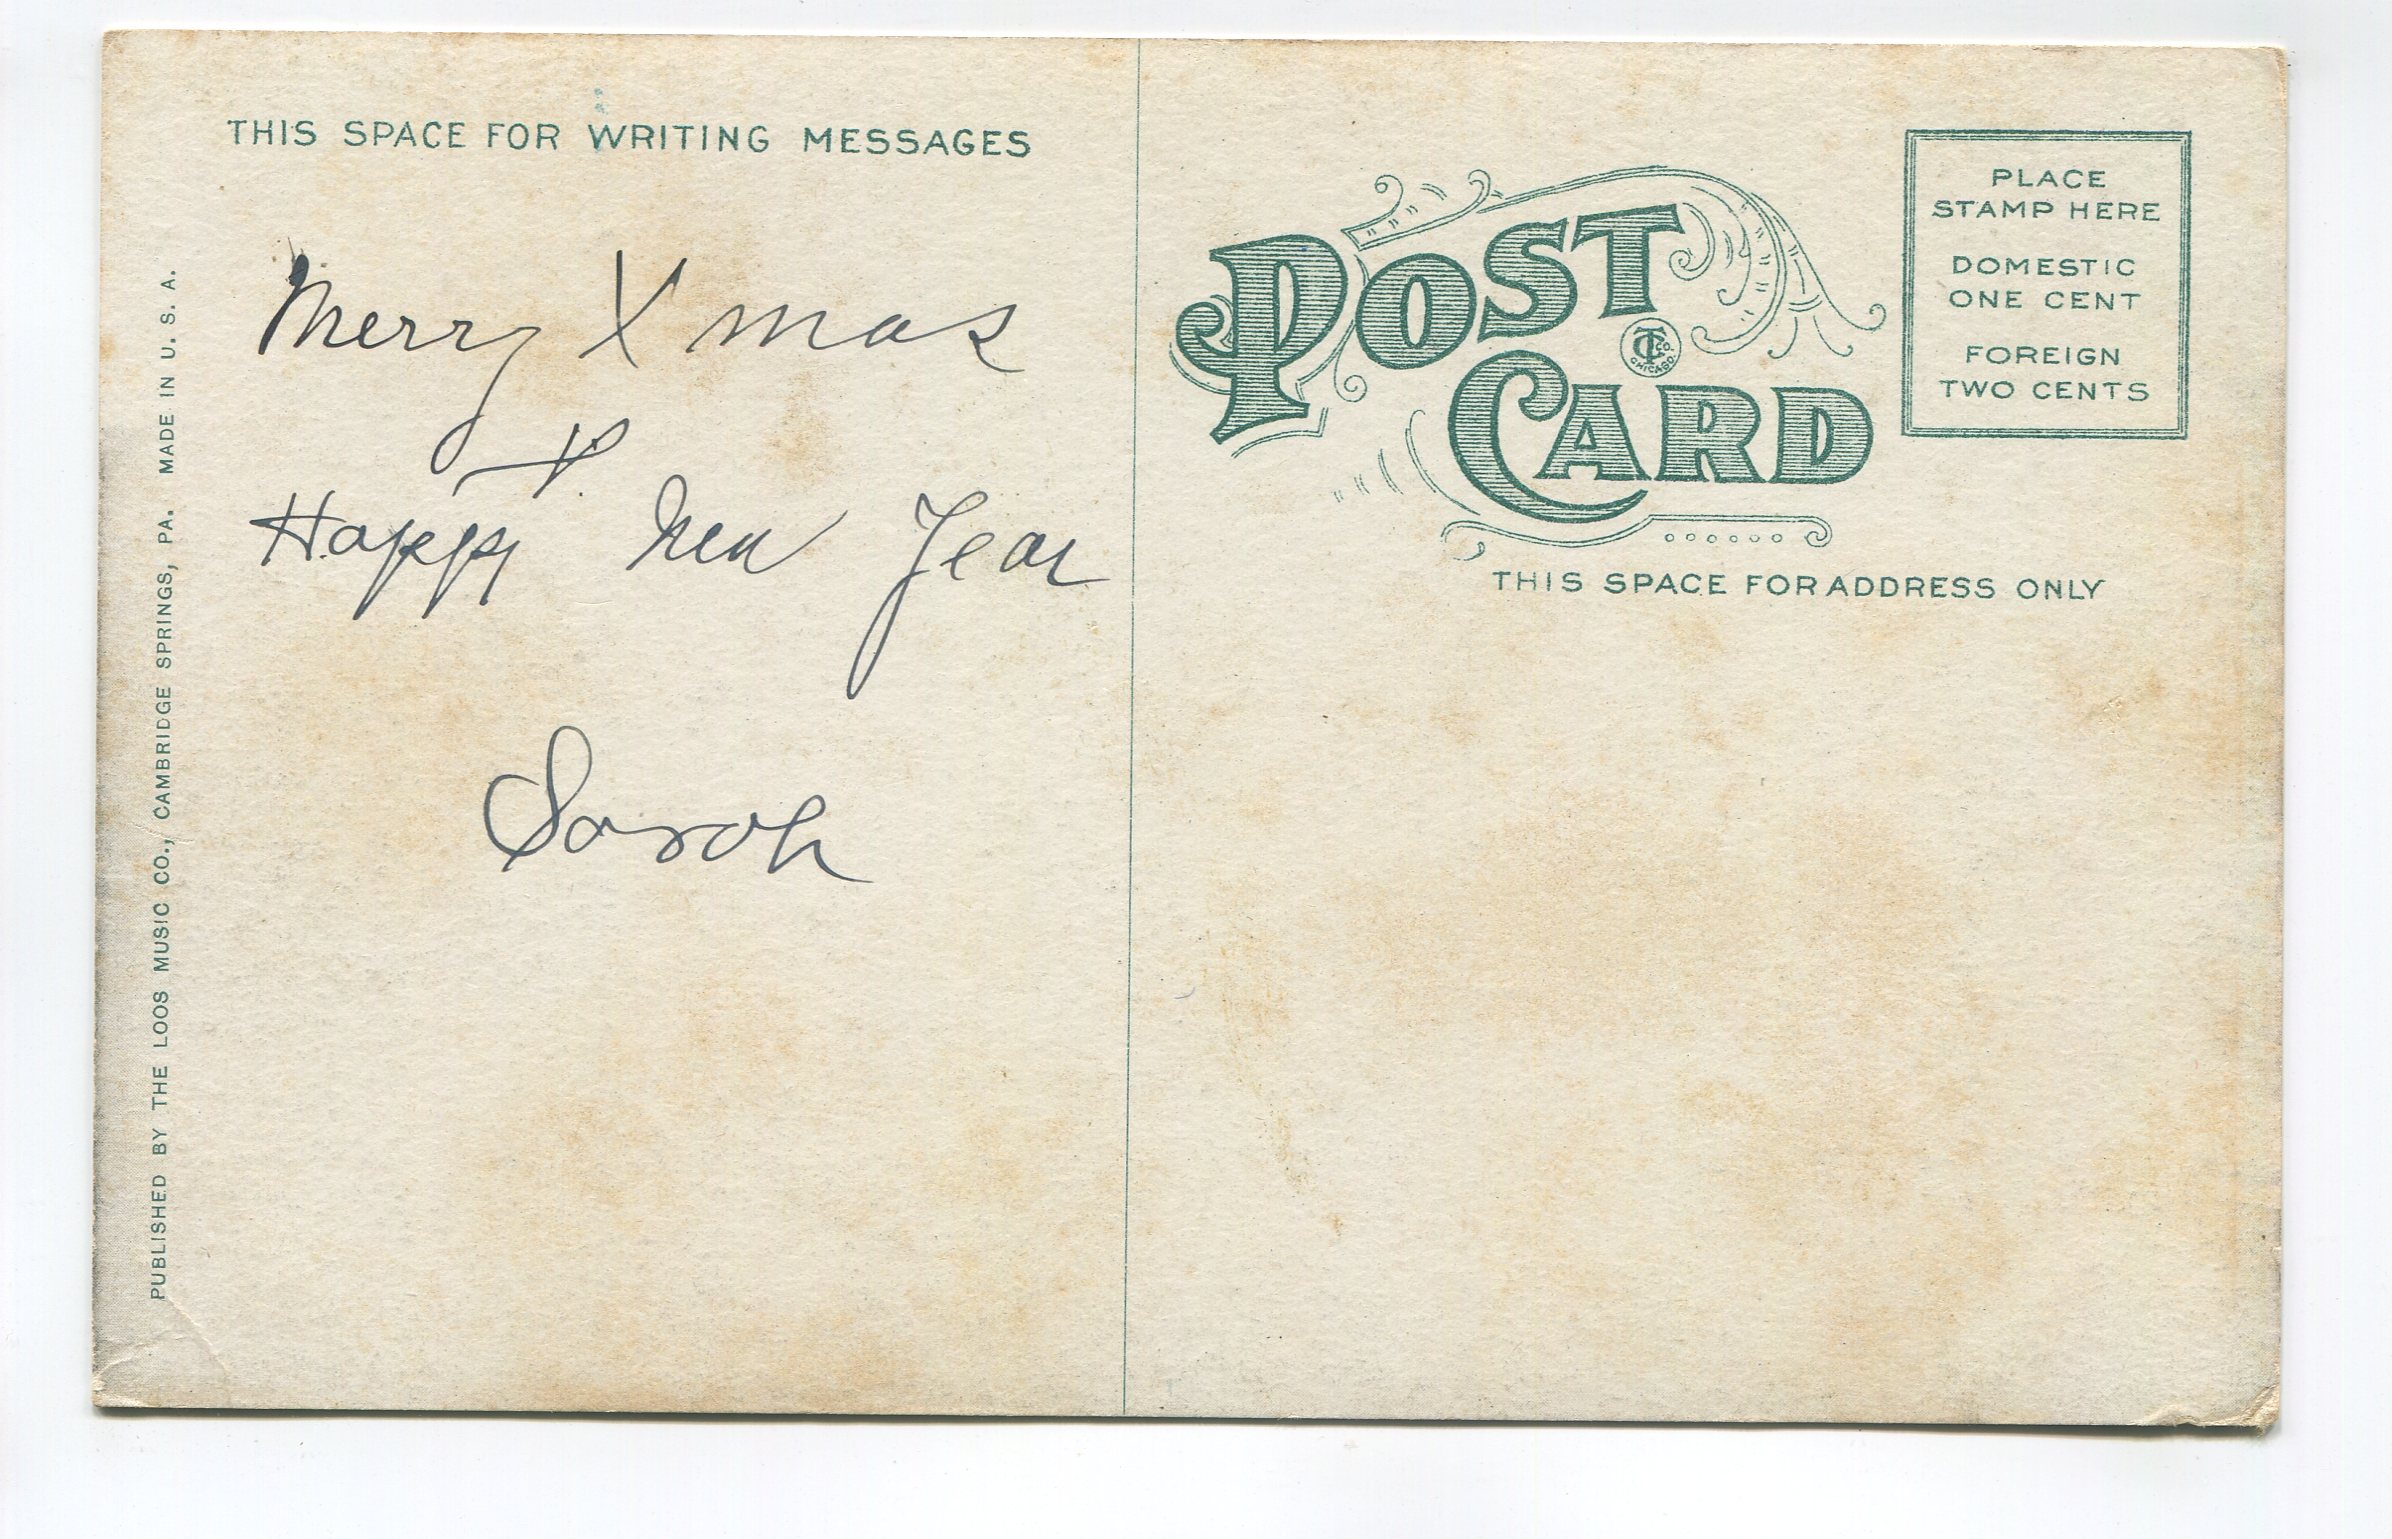 THIS SPACE FOR WRITING MESSAGES
Merry Xmas
&
Happy New Year
Sarah
PUBLISHED BY THE LOOS MUSIC CO., CAMBRIDGE SPRINGS, PA. MADE IN U. S. A.
POST
CARD
CT CO.
CHICAGO
PLACE
STAMP HERE
DOMESTIC
ONE CENT
FOREIGN
TWO CENTS
THIS SPACE FOR ADDRESS ONLY